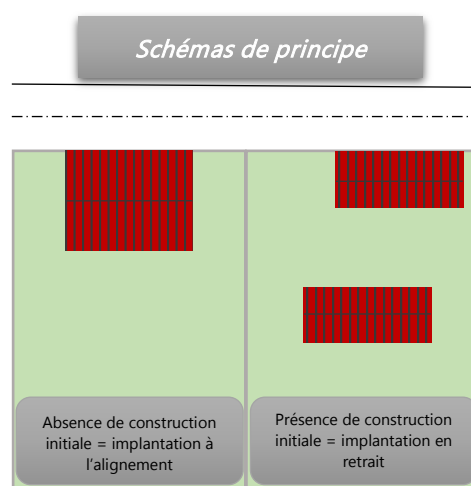 Schémas de principe
Absence de construction
initiale = implantation à
l'alignement
Présence de construction
initiale = implantation en
retrait